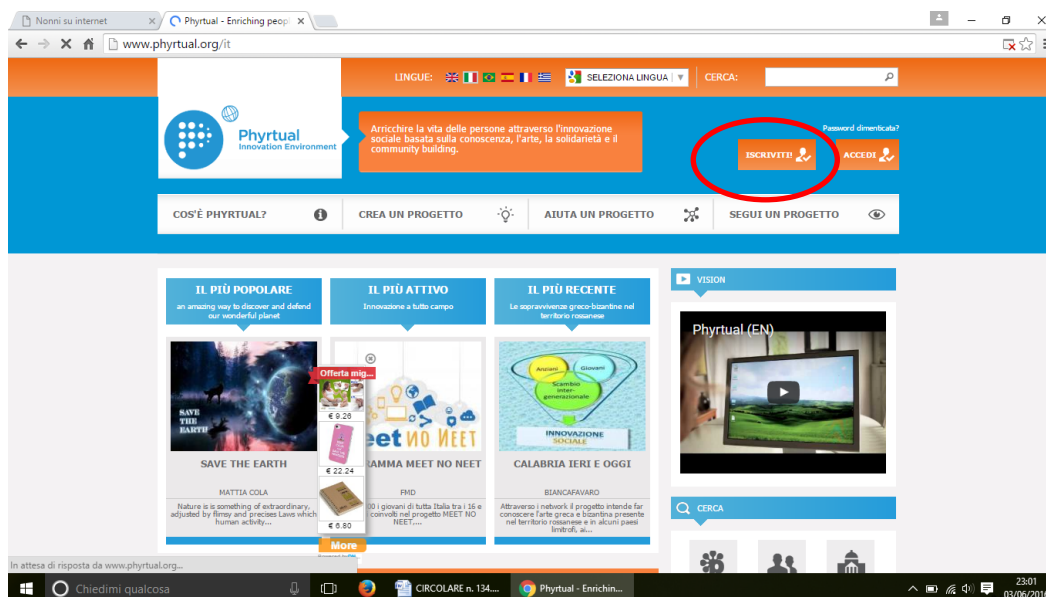 Nonni su internet
Phyrtual - Enriching peopl
www.phyrtual.org/it
LINGUE:
SELEZIONA LINGUA
CERCA:
Phyrtual
Innovation Environment
Arricchire la vita delle persone attraverso l'innovazione
sociale basata sulla conoscenza, l'arte, la solidarietà e il
community building.
Password dimenticata?
ISCRIVITI!
ACCEDI
COS'È PHYRTUAL?
CREA UN PROGETTO
AIUTA UN PROGETTO
SEGUI UN PROGETTO
IL PIÙ POPOLARE
an amazing way to discover and defend
our wonderful planet
IL PIÙ ATTIVO
Innovazione a tutto campo
IL PIÙ RECENTE
Le sopravvivenze greco-bizantine nel
territorio rossanese
VISION
Phyrtual (EN)
SAVE
THE
EARTH
Offerta mig...
€ 9.26
€ 22.24
€ 6.80
More
eet NO NEET
Anziani
Giovani
Scambio
inter-
generazionale
INNOVAZIONE
SOCIALE
SAVE THE EARTH
RAMMA MEET NO NEET
CALABRIA IERI E OGGI
MATTIA COLA
FMD
BIANCAFAVARO
Nature is is something of extraordinary,
adjusted by flimsy and precises Laws which
human activity...
00 i giovani di tutta Italia tra i 16 e
coinvolti nel progetto MEET NO
NEET,...
Attraverso i network il progetto intende far
conoscere l'arte greca e bizantina presente
nel territorio rossanese e in alcuni paesi
limitrofi, ai...
CERCA
In attesa di risposta da www.phyrtual.org...
Chiedimi qualcosa
CIRCOLARE n. 134....
Phyrtual - Enrichin...
23:01
03/06/2016